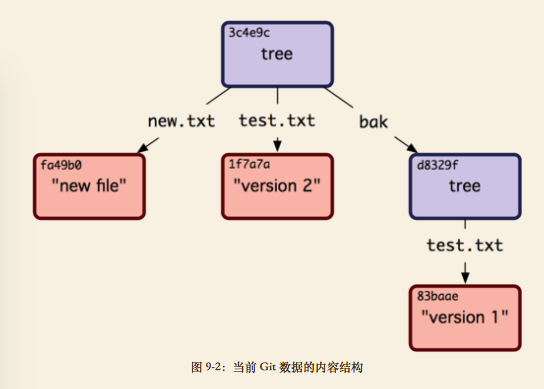 3c4e9c
tree
new.txt test.txt bak
fa49b0 1f7a7a d8329f
"new file" "version 2" tree
test.txt
83baae
"version 1"
图 9-2：当前 Git 数据的内容结构